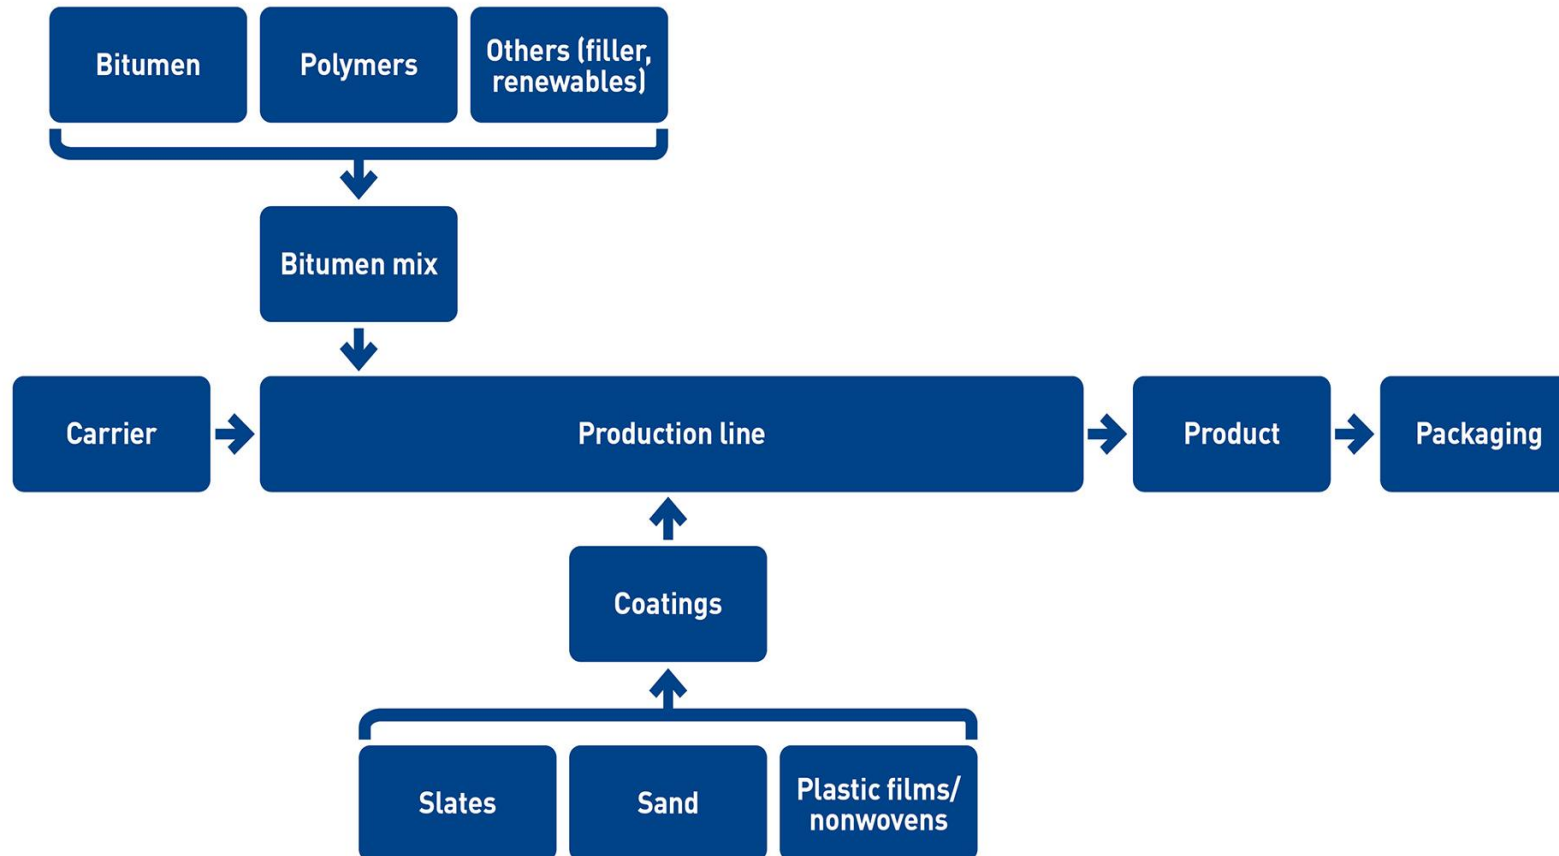 Bitumen
Polymers
Others (filler,
renewables)
Bitumen mix
Carrier
Production line
Product
Packaging
Coatings
Slates
Sand
Plastic films/
nonwovens